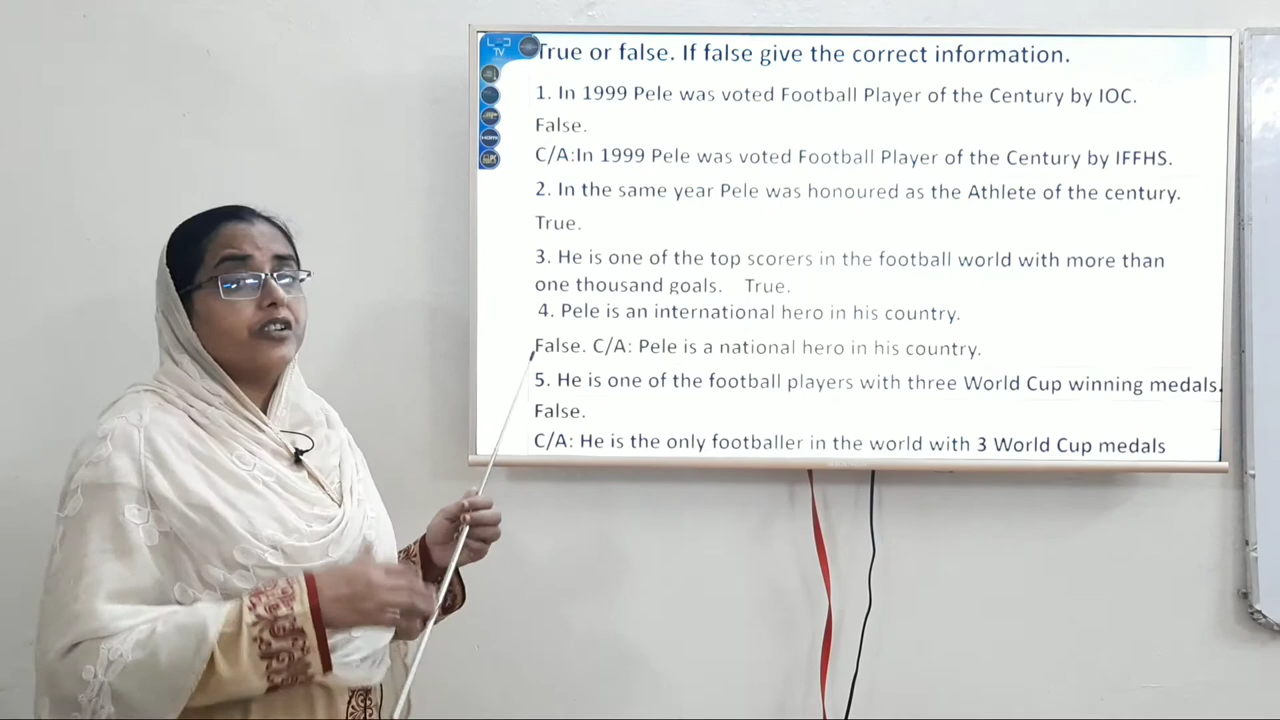 True or false. If false give the correct information.
1. In 1999 Pele was voted Football Player of the Century by IOC.
False.
C/A:In 1999 Pele was voted Football Player of the Century by IFFHS.
2. In the same year Pele was honoured as the Athlete of the century.
True.
3. He is one of the top scorers in the football world with more than
one thousand goals. True.
4. Pele is an international hero in his country.
False. C/A: Pele is a national hero in his country.
5. He is one of the football players with three World Cup winning medals.
False.
C/A: He is the only footballer in the world with 3 World Cup medals
TV
HDMI